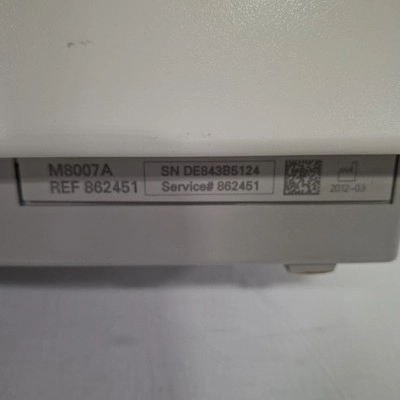 M8007A
REF 862451
SN DE843B5124
Service# 862451
2012-03